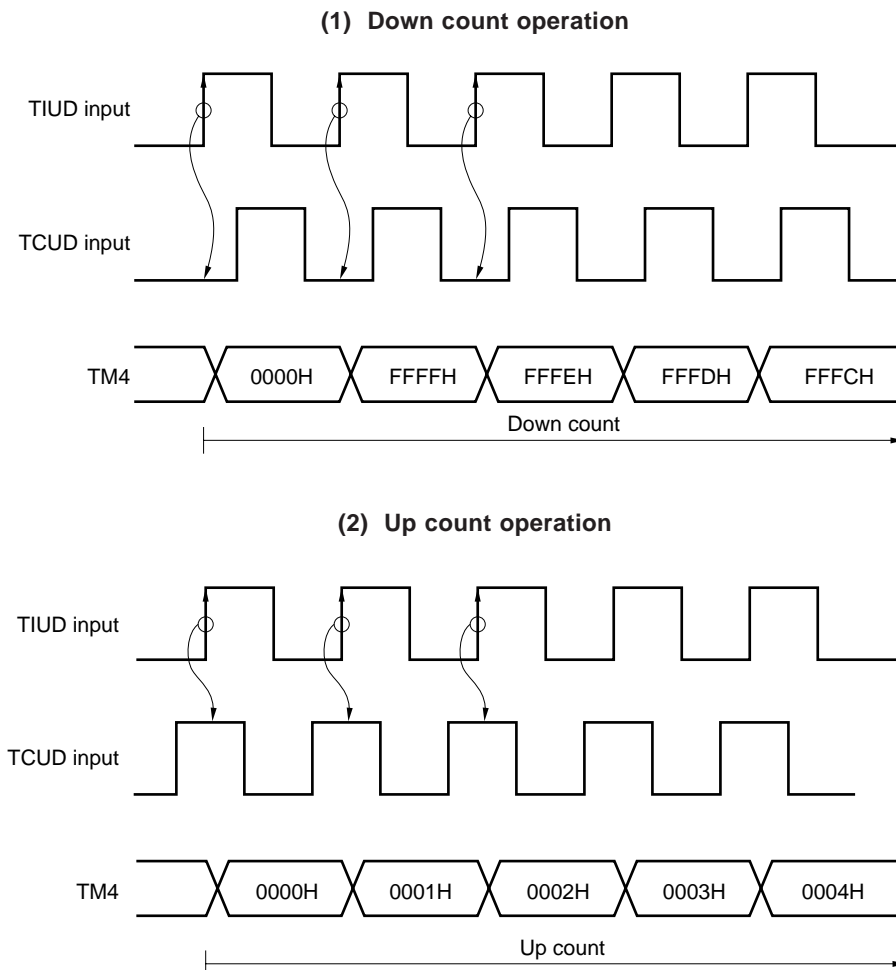 (1) Down count operation
TIUD input
TCUD input
TM4 0000H FFFFH FFFEH FFFDH FFFCH
Down count
(2) Up count operation
TIUD input
TCUD input
TM4 0000H 0001H 0002H 0003H 0004H
Up count